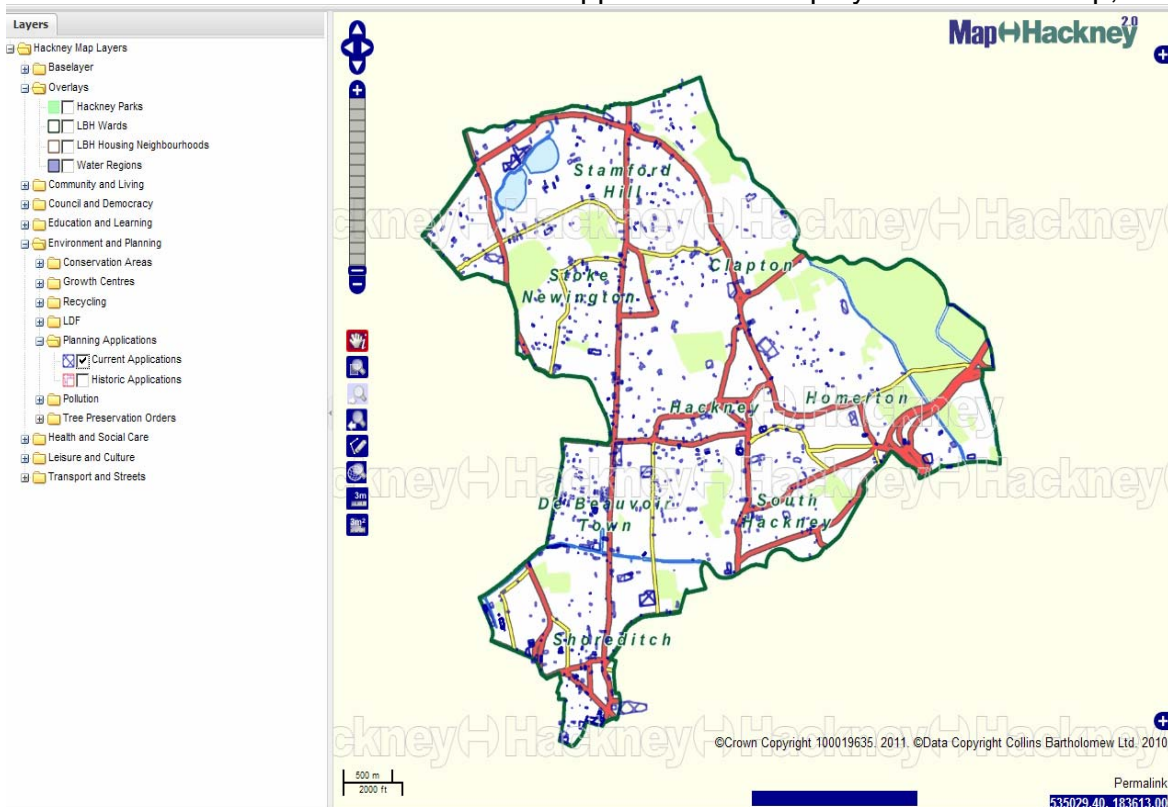 Layers
Hackney Map Layers
Baselayer
Overlays
Hackney Parks
LBH Wards
LBH Housing Neighbourhoods
Water Regions
Community and Living
Council and Democracy
Education and Learning
Environment and Planning
Conservation Areas
Growth Centres
Recycling
LDF
Planning Applications
Current Applications
Historic Applications
Pollution
Tree Preservation Orders
Health and Social Care
Leisure and Culture
Transport and Streets
Map Hackney 2.0
Stamford
Hill
Clapton
Stoke
Newington
Hackney
Homerton
De Beauvoir
Town
South
Hackney
Shoreditch
3m
3m²
Hackney
©Crown Copyright 100019635. 2011. ©Data Copyright Collins Bartholomew Ltd. 2010
500 m
2000 ft
Permalink
535029.40, 183613.00